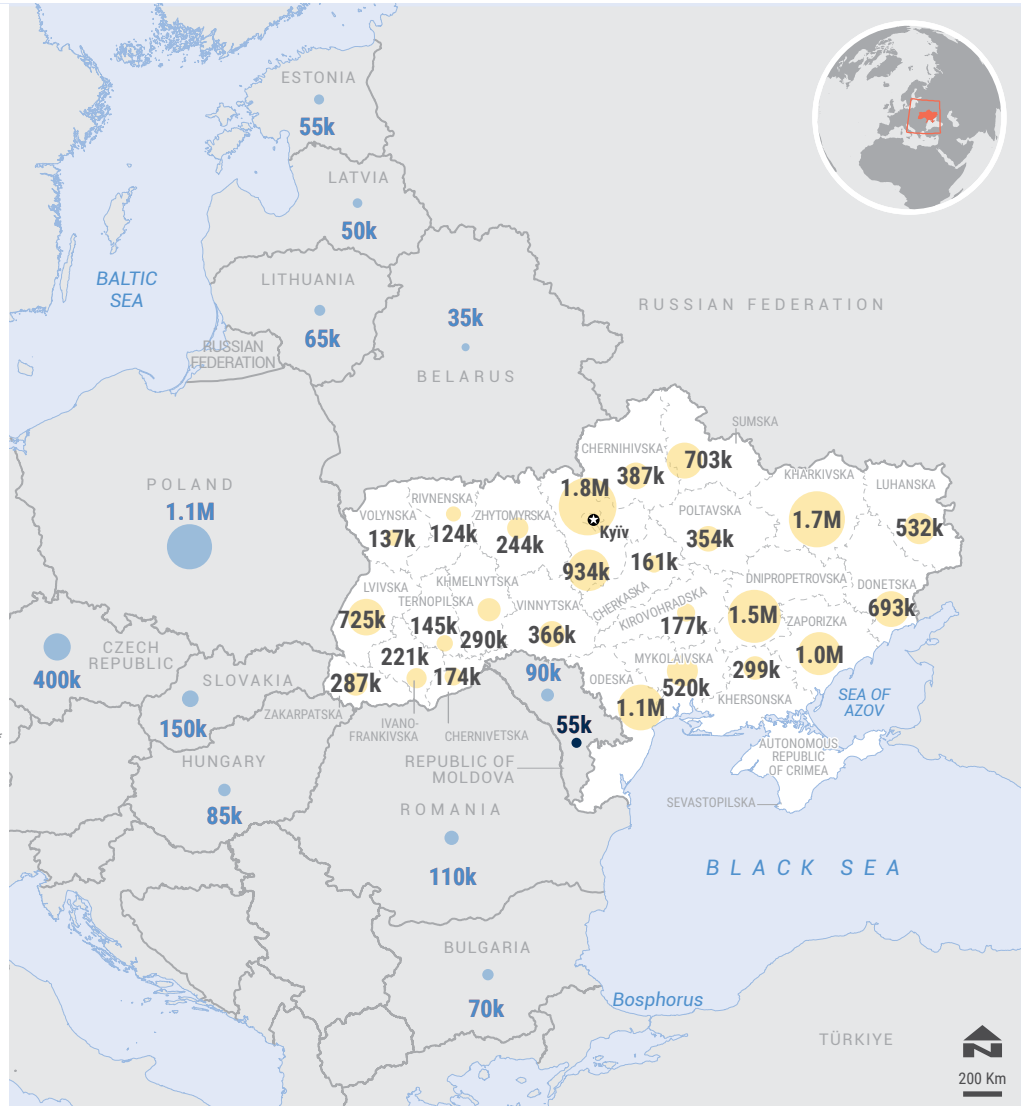 ESTONIA
55k
LATVIA
50k
BALTIC
SEA
LITHUANIA
65k
RUSSIAN
FEDERATION
35k
BELARUS
RUSSIAN FEDERATION
POLAND
1.1M
CZECH
REPUBLIC
400k
SLOVAKIA
150k
HUNGARY
85k
ROMANIA
110k
BULGARIA
70k
REPUBLIC OF
MOLDOVA
90k
55k
SUMSKA
703k
CHERNIHIVSKA
387k
1.8M
Kyïv
934k
KHARKIVSKA
1.7M
LUHANSKA
532k
VOLYNSKA
137k
RIVNENSKA
124k
ZHYTOMYRSKA
244k
POLTAVSKA
354k
CHERKASKA
161k
LVIVSKA
725k
TERNOPILSKA
145k
KHMELNYTSKA
290k
VINNYTSKA
366k
KIROVOHRADSKA
177k
DNIPROPETROVSKA
1.5M
DONETSKA
693k
ZAPORIZKA
1.0M
ZAKARPATSKA
287k
IVANO-
FRANKIVSKA
221k
CHERNIVETSKA
174k
ODESKA
1.1M
MYKOLAIVSKA
520k
KHERSONSKA
299k
SEA OF
AZOV
AUTONOMOUS
REPUBLIC
OF CRIMEA
SEVASTOPILSKA
BLACK SEA
Bosphorus
TÜRKIYE
N
200 Km